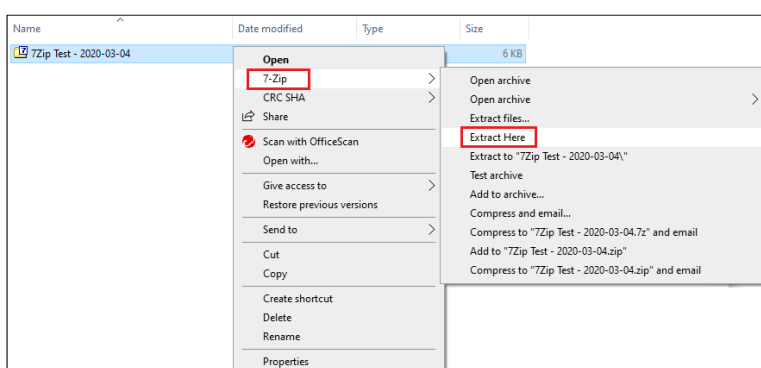 Name Date modified Type Size
7Zip Test - 2020-03-04 6 KB
Open
7-Zip
CRC SHA
Share
Scan with OfficeScan
Open with...
Give access to
Restore previous versions
Send to
Cut
Copy
Create shortcut
Delete
Rename
Properties
Open archive
Open archive
Extract files...
Extract Here
Extract to "7Zip Test - 2020-03-04\"
Test archive
Add to archive...
Compress and email...
Compress to "7Zip Test - 2020-03-04.7z" and email
Add to "7Zip Test - 2020-03-04.zip"
Compress to "7Zip Test - 2020-03-04.zip" and email